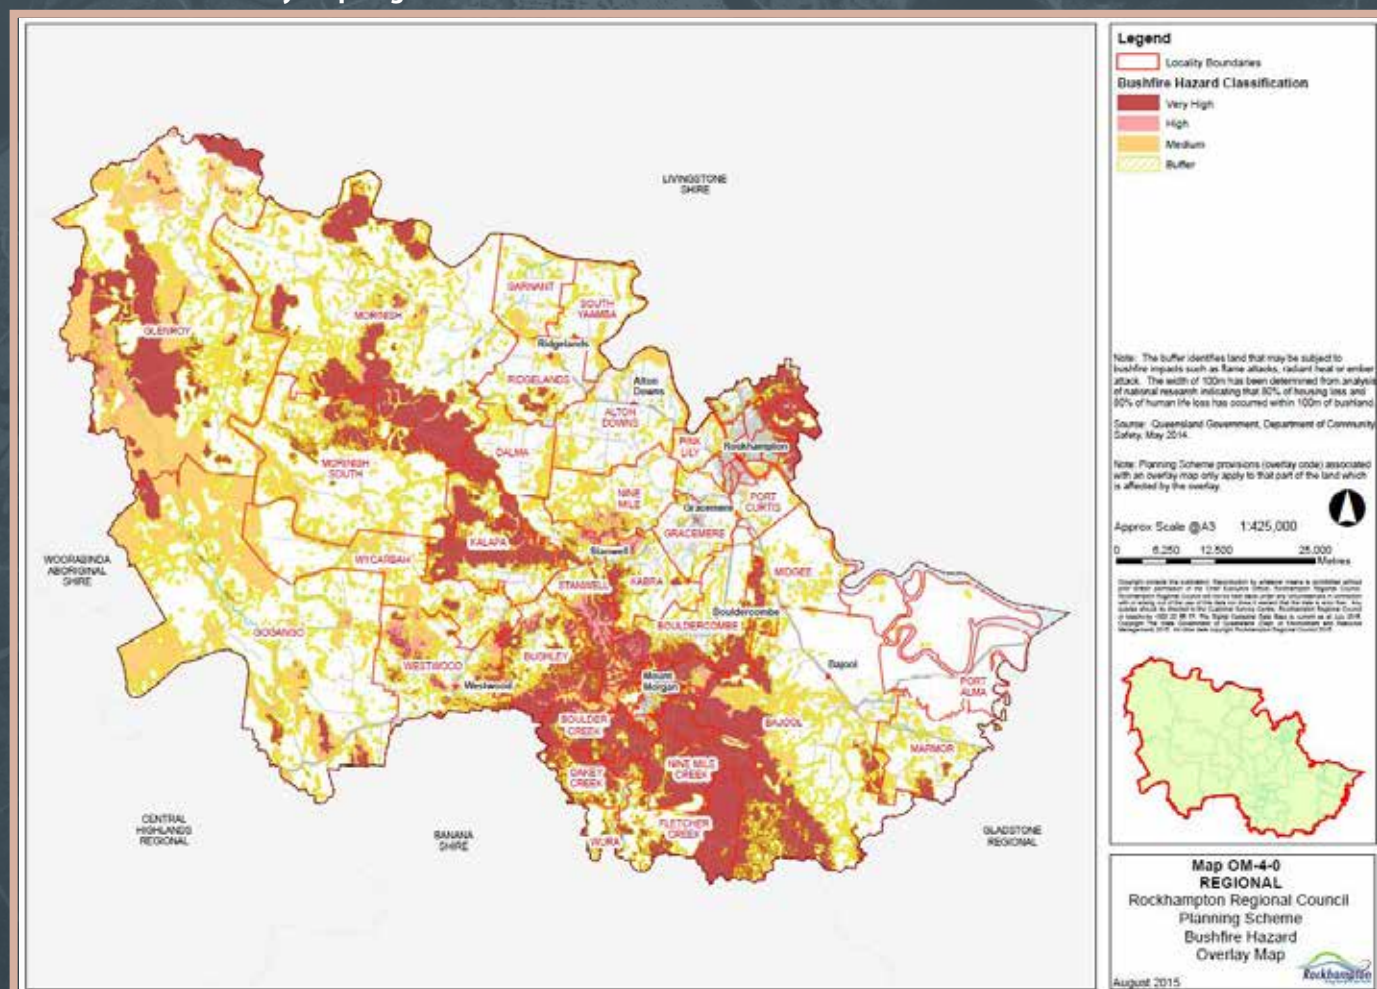 LIVINGSTONE
SHIRE
GARNANT
SOUTH
YAAMBA
MORINISH
GLENROY
Ridgelands
RIDGELANDS
Alton
Downs
ALTON
DOWNS
PINK
LILY
Rockhampton
DALMA
MORINISH
SOUTH
NINE
MILE
PORT
CURTIS
Gracemere
GRACEMERE
KALAPA
Stanwell
WYCARBAH
STANWELL
KABRA
MIDGEE
WOORABINDA
ABORIGINAL
SHIRE
Bouldercombe
BOULDERCOMBE
GOGANGO
BUSHLEY
WESTWOOD
Westwood
Mount
Morgan
Bajool
PORT
ALMA
BOULDER
CREEK
BAJOOL
MARMOR
NINE MILE
CREEK
OAKEY
CREEK
FLETCHER
CREEK
WURA
CENTRAL
HIGHLANDS
REGIONAL
BANANA
SHIRE
GLADSTONE
REGIONAL
Legend
Locality Boundaries
Bushfire Hazard Classification
Very High
High
Medium
Buffer
Note: The buffer identifies land that may be subject to
bushfire impacts such as flame attacks, radiant heat or ember
attack. The width of 100m has been determined from analysis
of national research indicating that 80% of housing loss and
80% of human life loss has occurred within 100m of bushland.
Source: Queensland Government, Department of Community
Safety, May 2014.
Note: Planning Scheme provisions (overlay code) associated
with an overlay map only apply to that part of the land which
is affected by the overlay.
Approx Scale @A3 1:425,000
0 6,250 12,500 25,000
Metres
Map OM-4-0
REGIONAL
Rockhampton Regional Council
Planning Scheme
Bushfire Hazard
Overlay Map
August 2015
Rockhampton